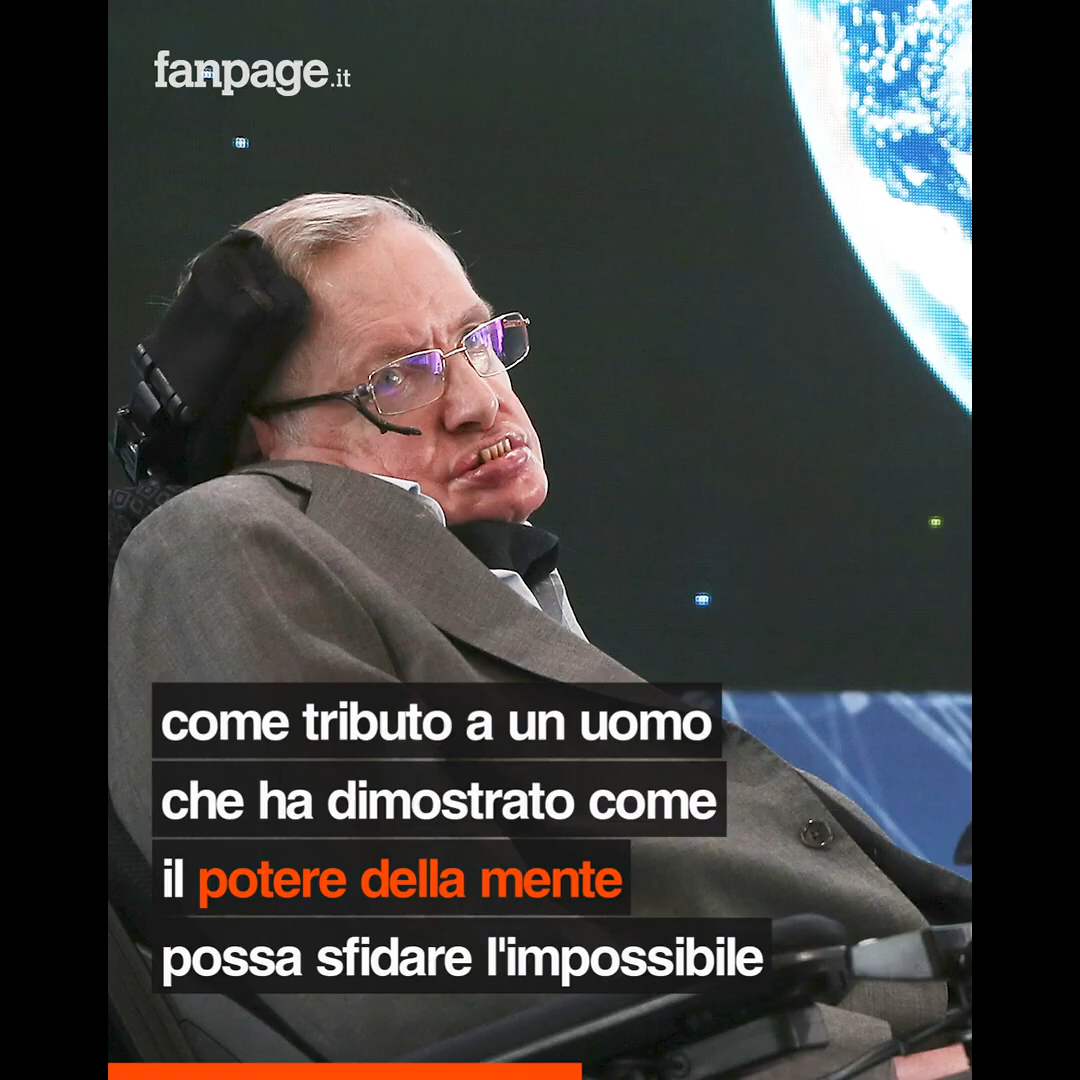 fanpage.it
come tributo a un uomo
che ha dimostrato come
il potere della mente
possa sfidare l'impossibile